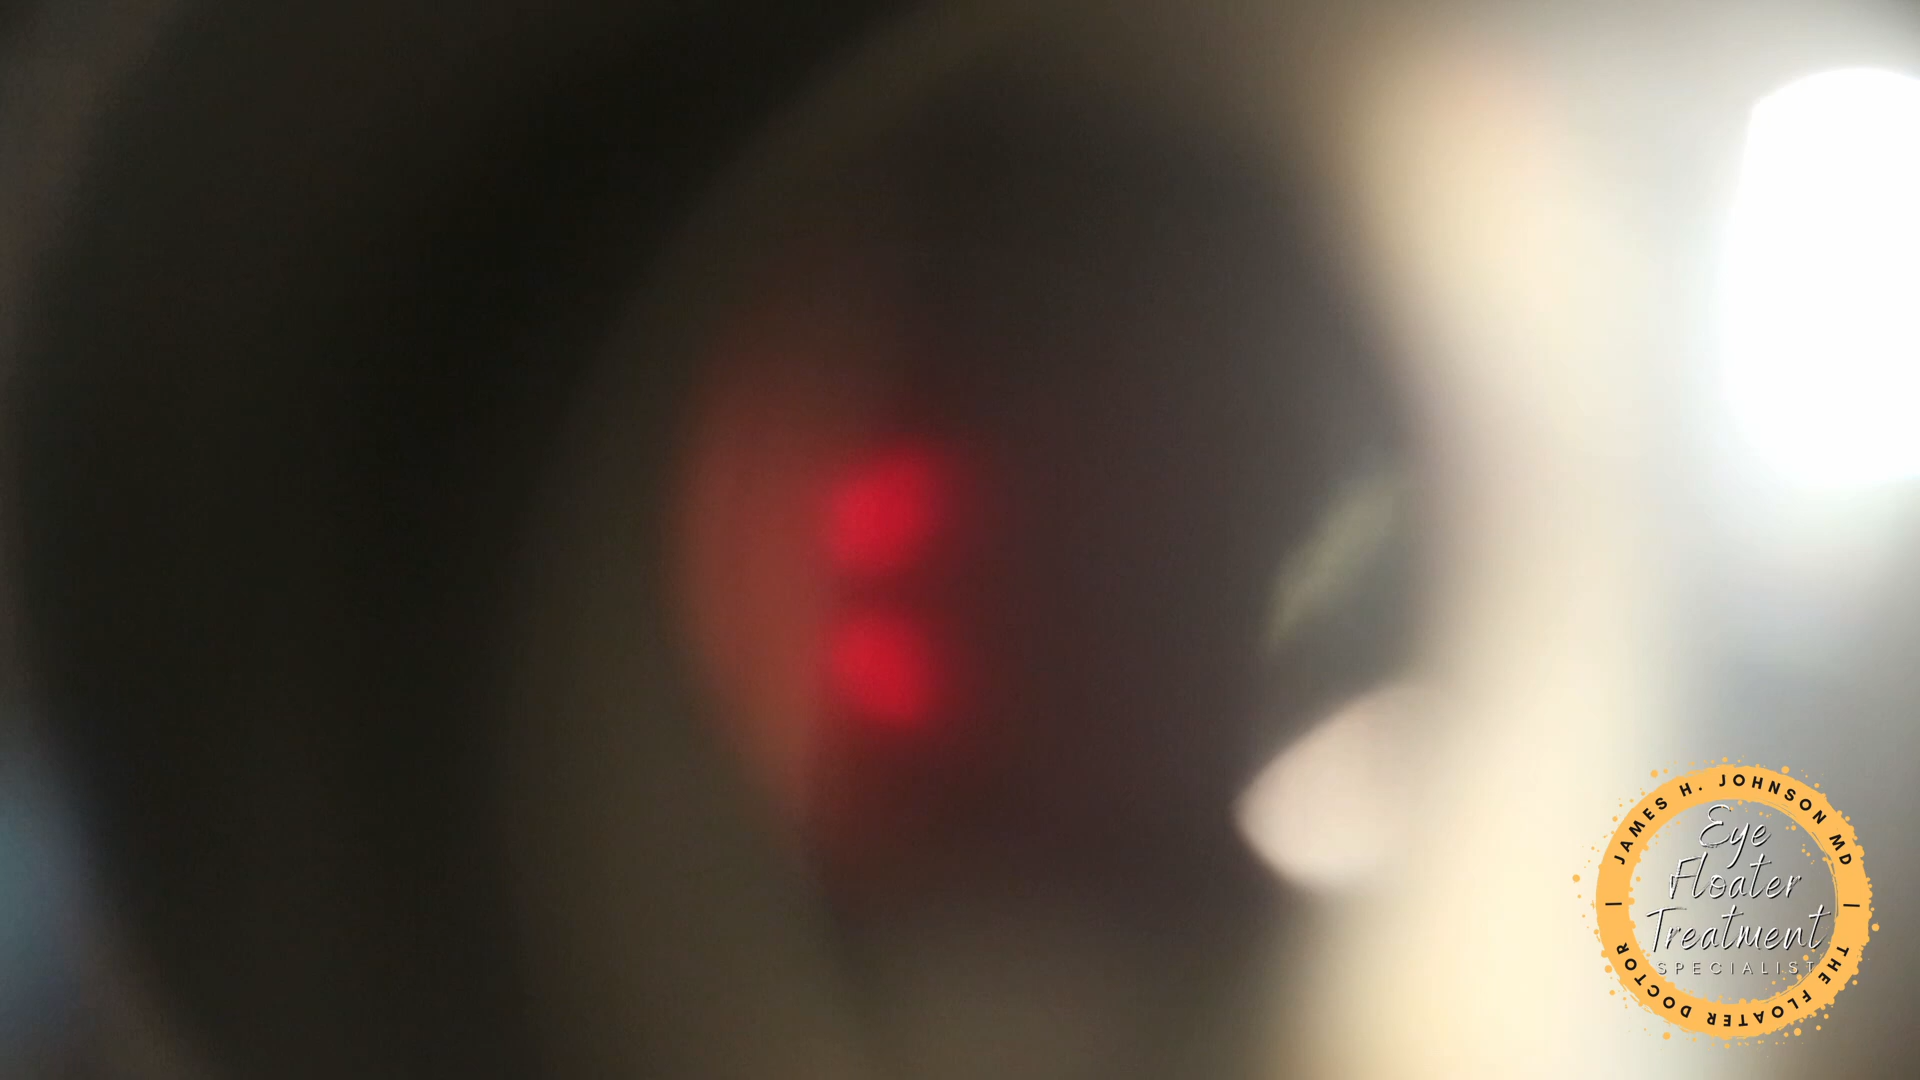 JAMES H. JOHNSON MD
Eye
Floater
Treatment
SPECIALIST
THE FLOATER DOCTOR